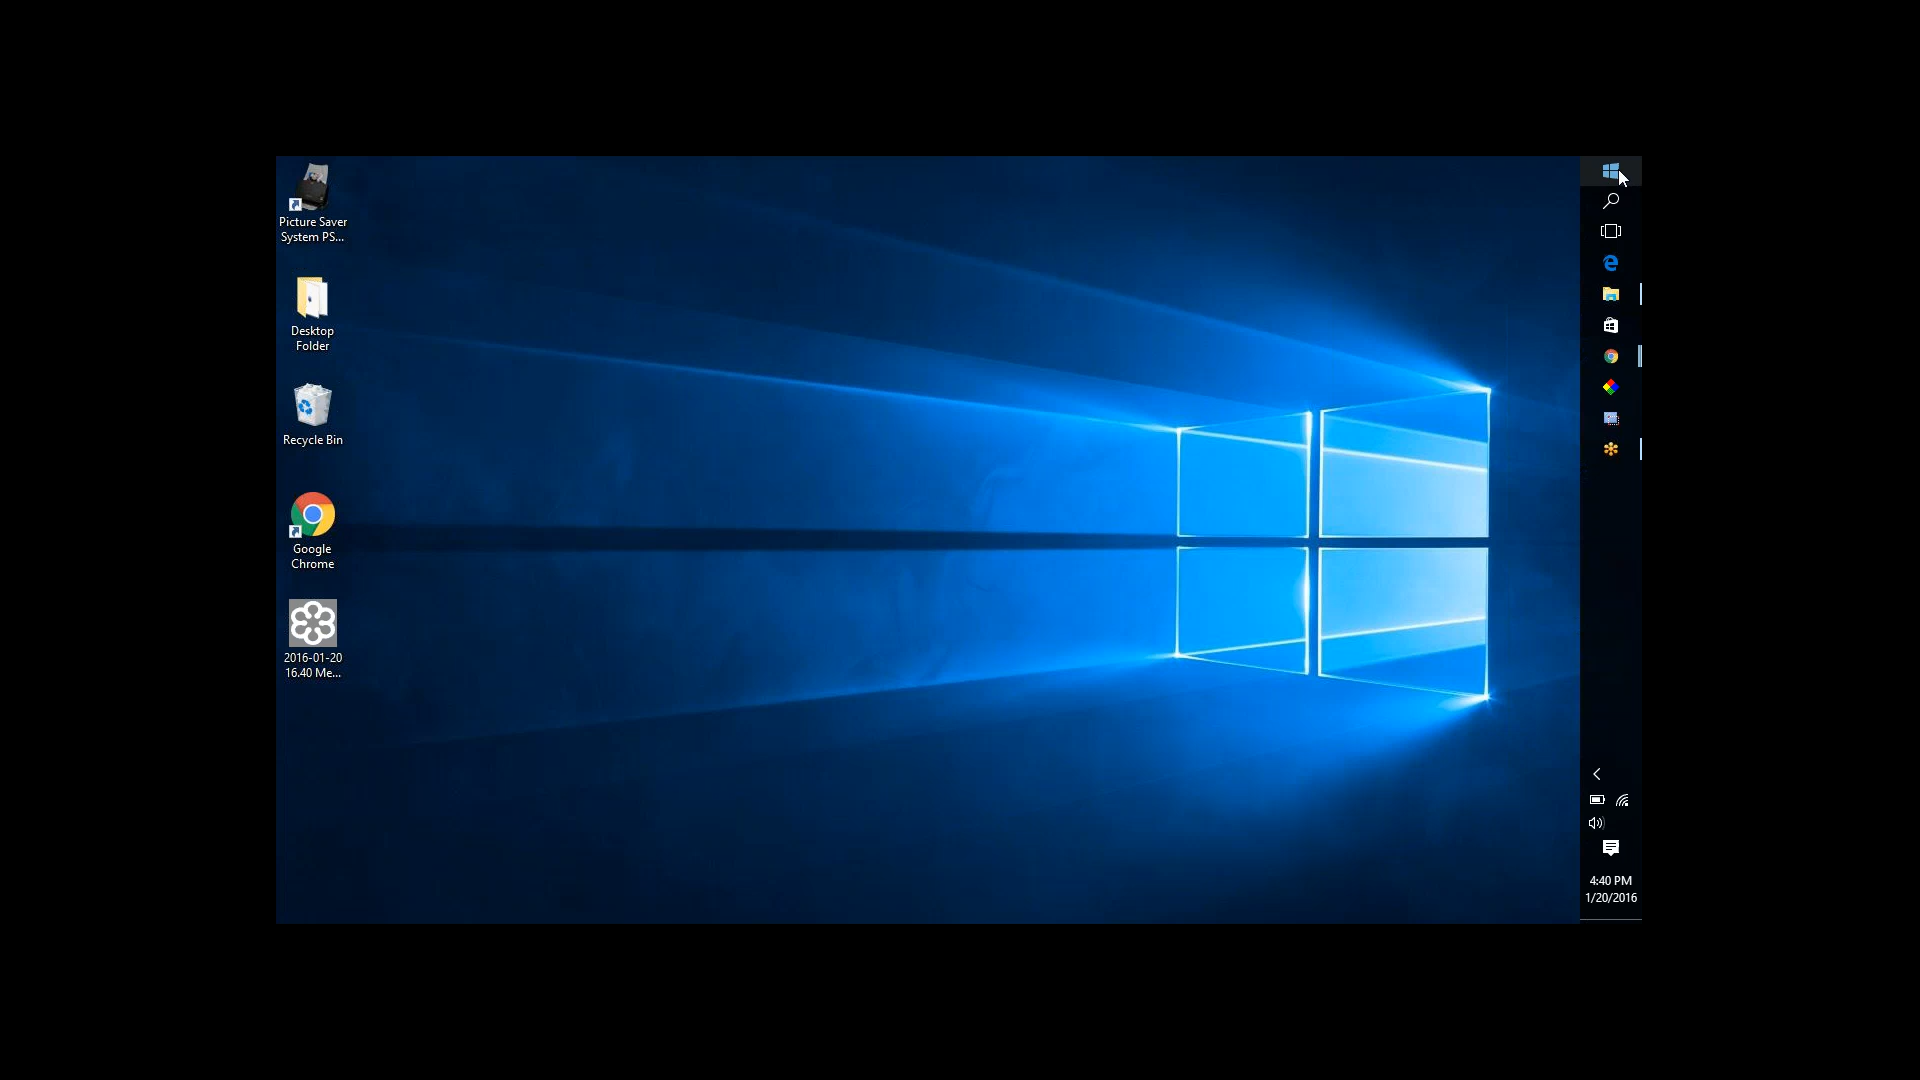 Picture Saver
System PS...
Desktop
Folder
Recycle Bin
Google
Chrome
2016-01-20
16.40 Me...
4:40 PM
1/20/2016